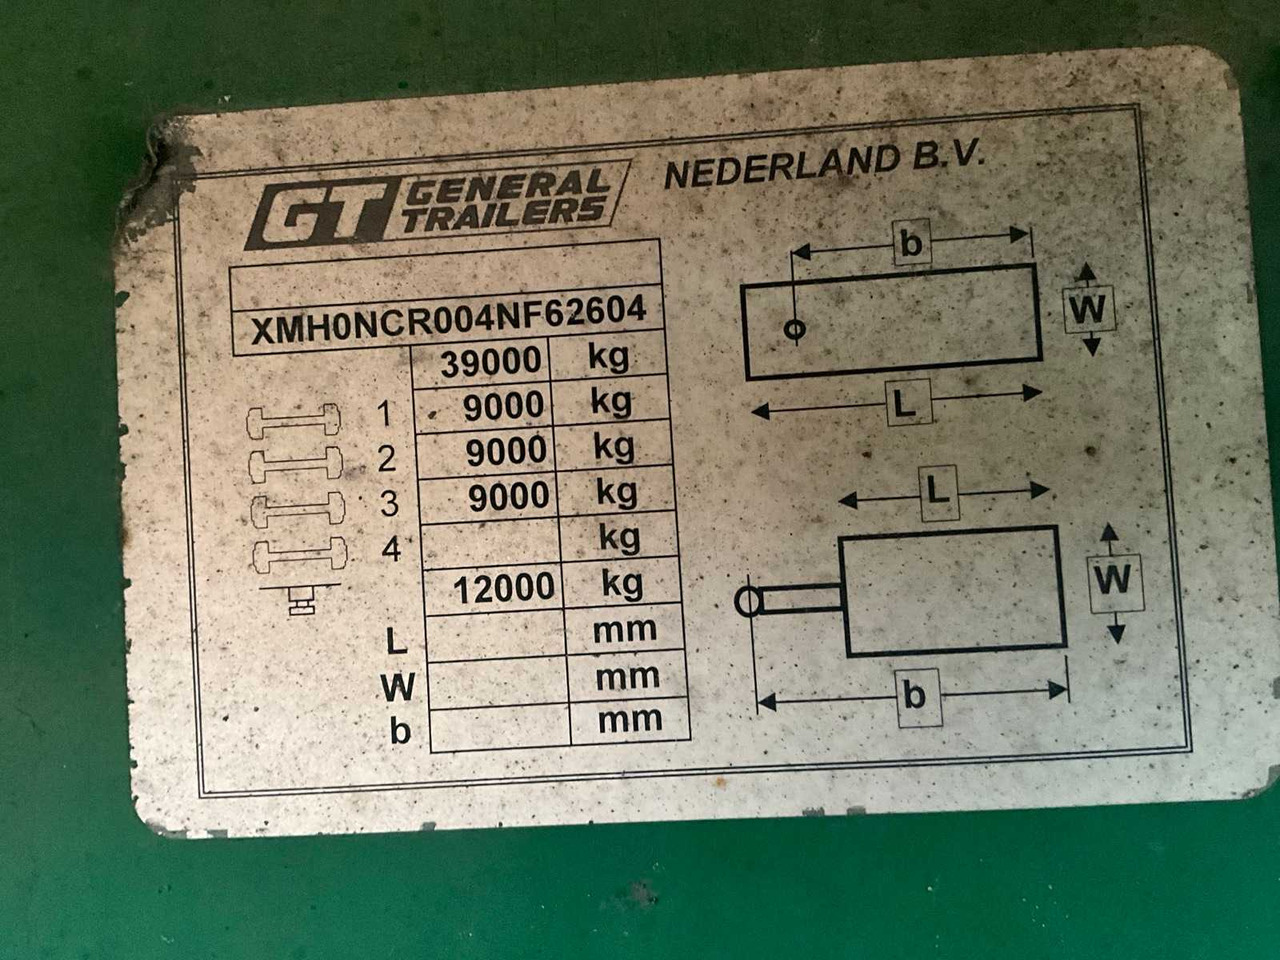 GT GENERAL TRAILERS NEDERLAND B.V.
XMH0NCR004NF62604
39000 kg
1 9000 kg
2 9000 kg
3 9000 kg
4 kg
12000 kg
L mm
W mm
b mm
b
W
L
L
W
b